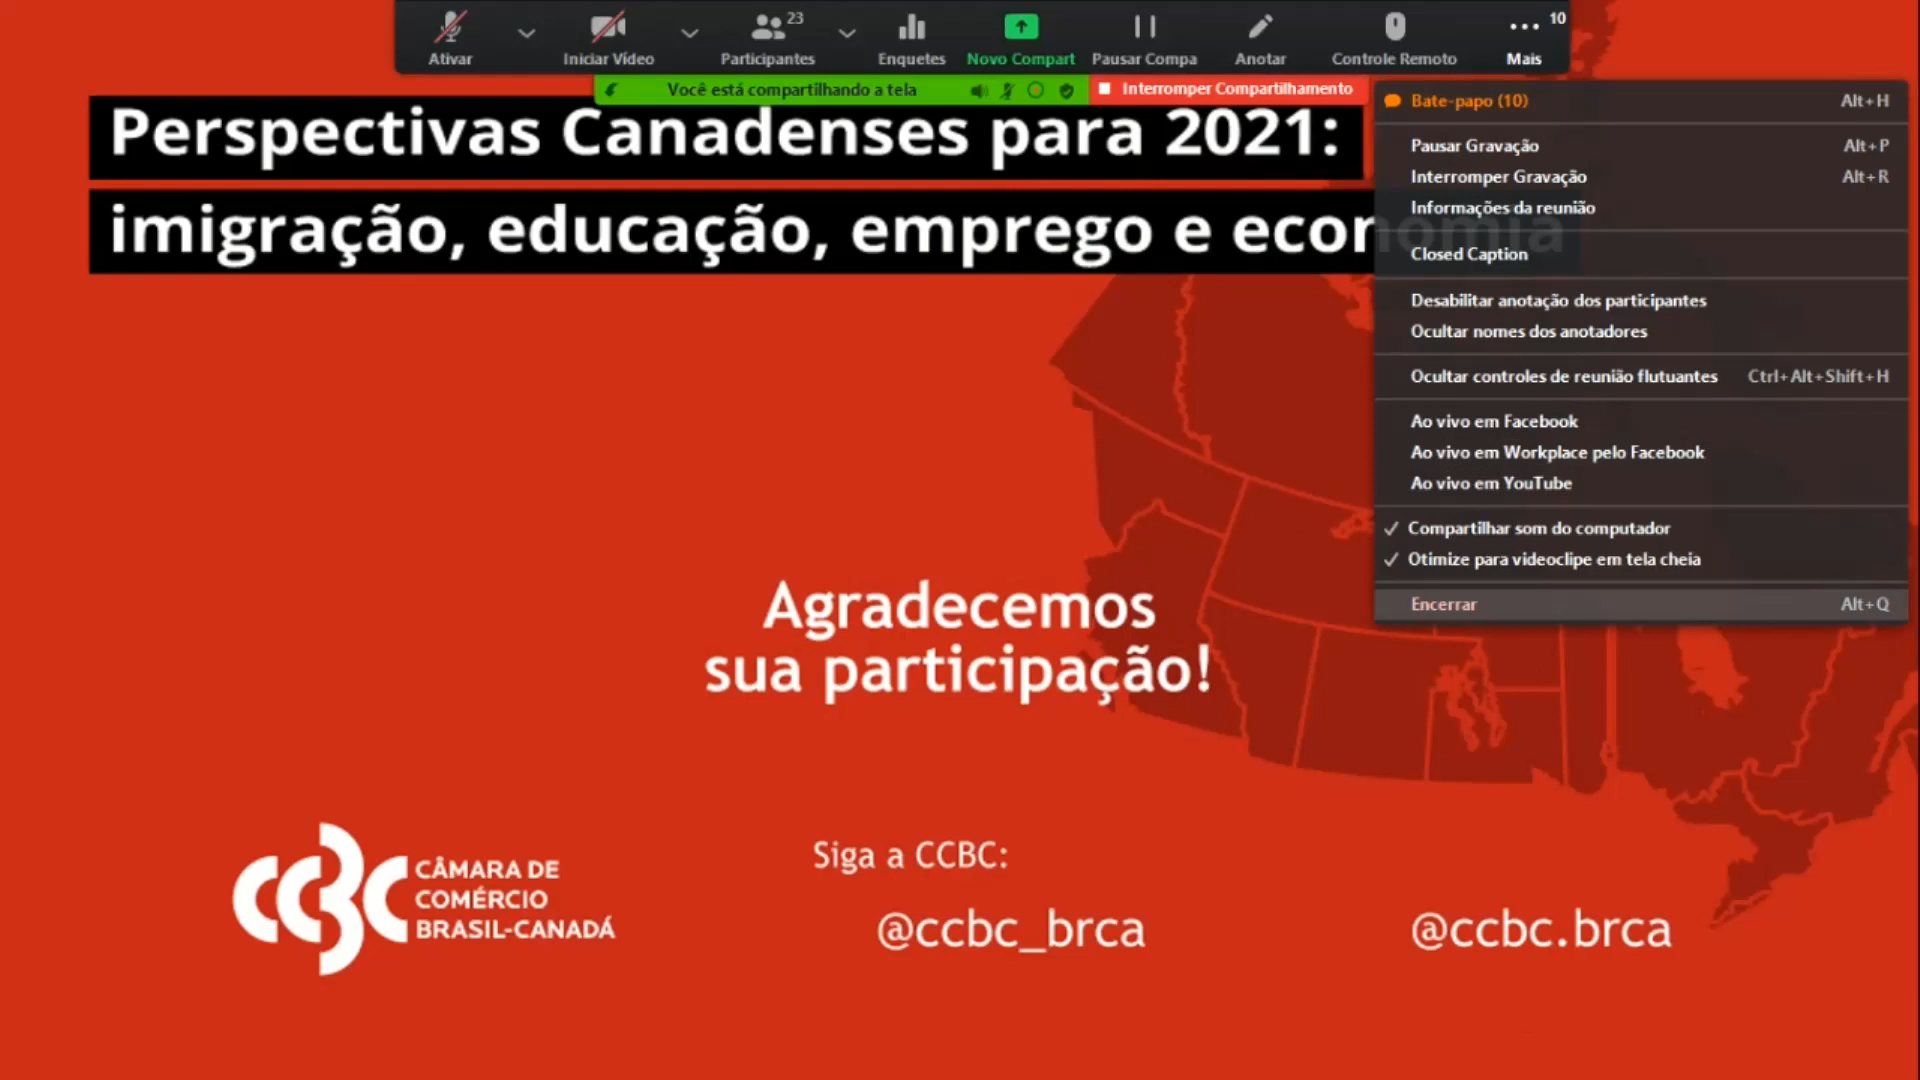 23
10
Ativar
Iniciar Vídeo
Participantes
Enquetes
Novo Compart
Pausar Compa
Anotar
Controle Remoto
Mais
Você está compartilhando a tela
Interromper Compartilhamento
Bate-papo (10) Alt+H
Pausar Gravação Alt+P
Interromper Gravação Alt+R
Informações da reunião
Closed Caption
Desabilitar anotação dos participantes
Ocultar nomes dos anotadores
Ocultar controles de reunião flutuantes Ctrl+Alt+Shift+H
Ao vivo em Facebook
Ao vivo em Workplace pelo Facebook
Ao vivo em YouTube
Compartilhar som do computador
Otimize para videoclipe em tela cheia
Encerrar Alt+Q
Perspectivas Canadenses para 2021:
imigração, educação, emprego e economia
Agradecemos
sua participação!
CCBC
CÂMARA DE
COMÉRCIO
BRASIL-CANADÁ
Siga a CCBC:
@ccbc_brca
@ccbc.brca